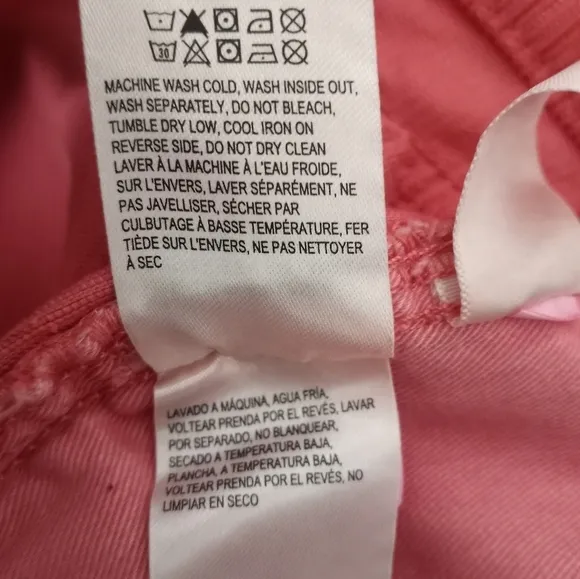 30
MACHINE WASH COLD, WASH INSIDE OUT,
WASH SEPARATELY, DO NOT BLEACH,
TUMBLE DRY LOW, COOL IRON ON
REVERSE SIDE, DO NOT DRY CLEAN
LAVER À LA MACHINE À L'EAU FROIDE,
SUR L'ENVERS, LAVER SÉPARÉMENT, NE
PAS JAVELLISER, SÉCHER PAR
CULBUTAGE À BASSE TEMPÉRATURE, FER
TIÈDE SUR L'ENVERS, NE PAS NETTOYER
À SEC
LAVADO A MÁQUINA, AGUA FRÍA,
VOLTEAR PRENDA POR EL REVÉS, LAVAR
POR SEPARADO, NO BLANQUEAR,
SECADO A TEMPERATURA BAJA,
PLANCHA, A TEMPERATURA BAJA,
VOLTEAR PRENDA POR EL REVÉS, NO
LIMPIAR EN SECO